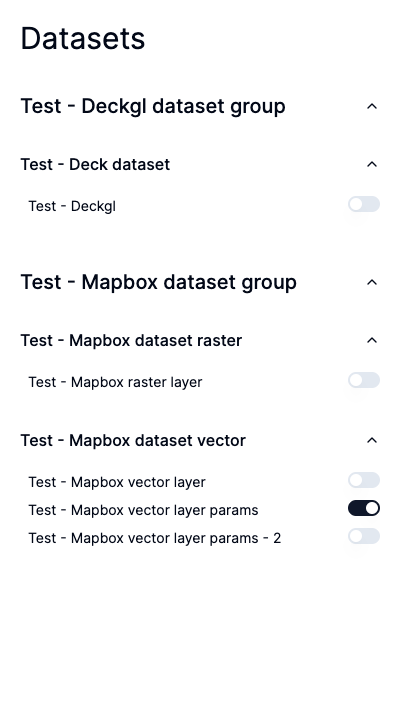 Datasets
Test - Deckgl dataset group
Test - Deck dataset
Test - Deckgl
Test - Mapbox dataset group
Test - Mapbox dataset raster
Test - Mapbox raster layer
Test - Mapbox dataset vector
Test - Mapbox vector layer
Test - Mapbox vector layer params
Test - Mapbox vector layer params - 2